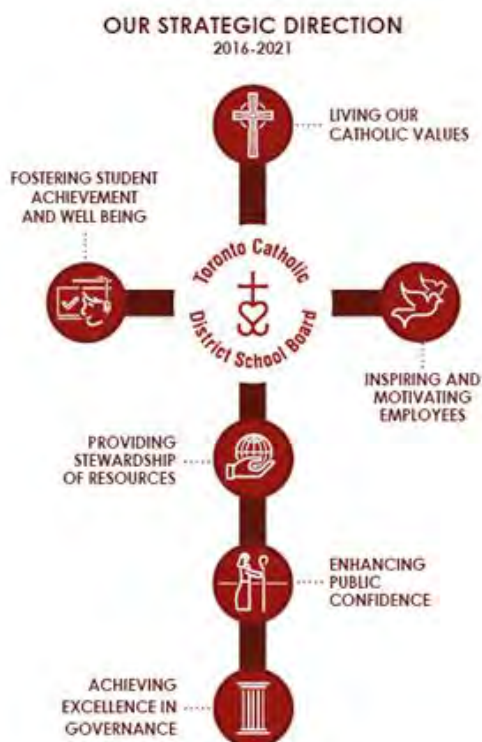 OUR STRATEGIC DIRECTION
2016-2021
LIVING OUR
CATHOLIC VALUES
FOSTERING STUDENT
ACHIEVEMENT
AND WELL BEING
Toronto Catholic
District School Board
INSPIRING AND
MOTIVATING
EMPLOYEES
PROVIDING
STEWARDSHIP
OF RESOURCES
ENHANCING
PUBLIC
CONFIDENCE
ACHIEVING
EXCELLENCE IN
GOVERNANCE